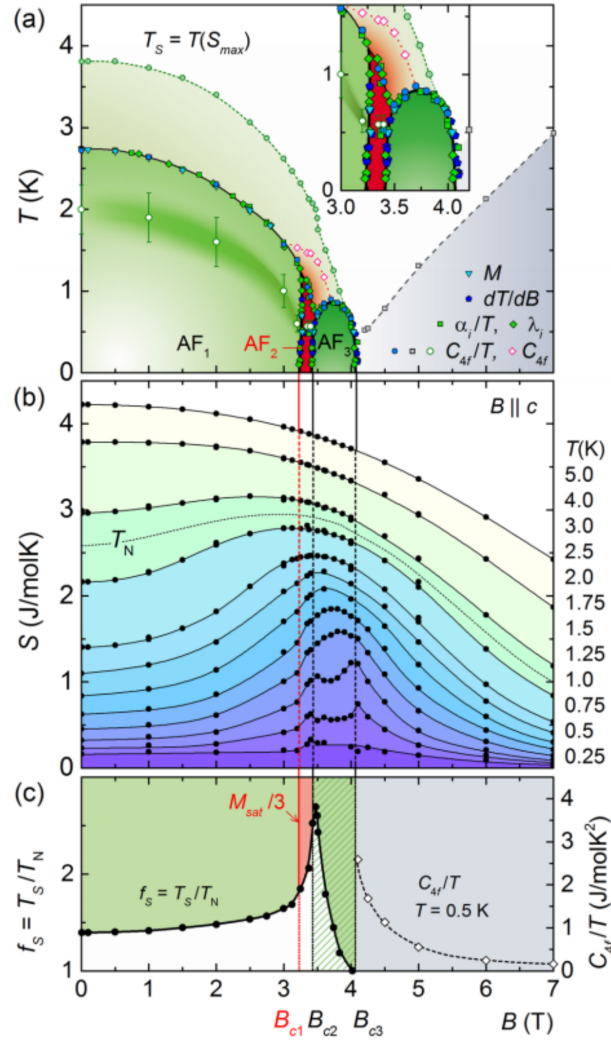 (a)
T_S = T(S_max)
4
3
2
1
0
T (K)
1
0
3.0 3.5 4.0
M
dT/dB
α_i/T, λ_i
C_4f/T, C_4f
AF_1 AF_2 AF_3
(b)
B || c
T(K)
5.0
4.0
3.0
2.5
2.0
1.75
1.5
1.25
1.0
0.75
0.5
0.25
4
3
2
1
0
S (J/molK)
T_N
(c)
M_sat/3
f_S = T_S/T_N
C_4f/T
T = 0.5 K
2
1
f_S = T_S/T_N
4
3
2
1
0
C_4f/T (J/molK²)
0 1 2 3 4 5 6 7
B_c1 B_c2 B_c3 B (T)